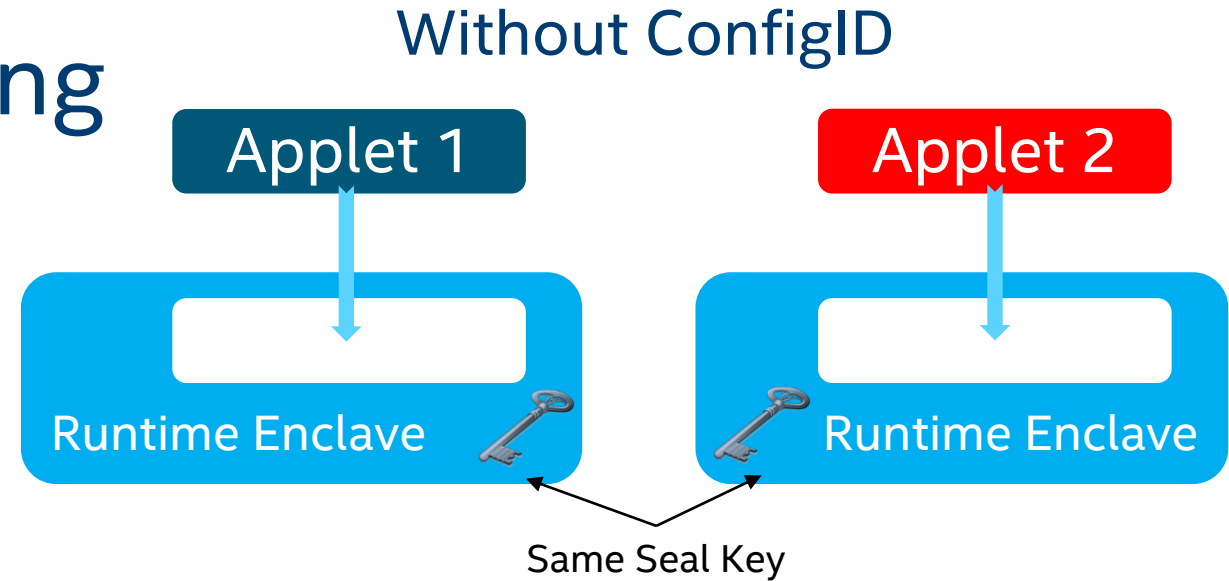 Without ConfigID
ng
Applet 1
Applet 2
Runtime Enclave
Runtime Enclave
Same Seal Key